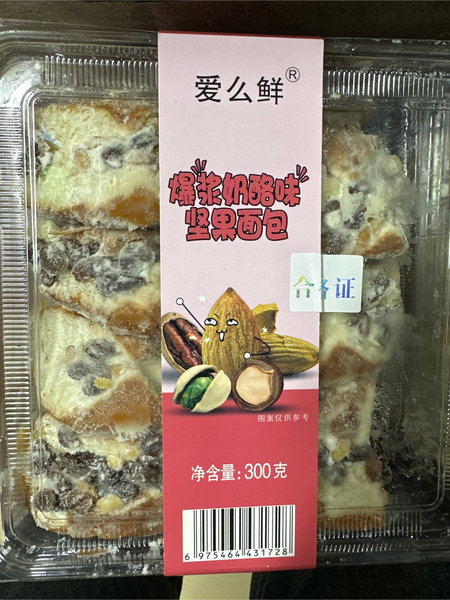 爱么鲜®
爆浆奶酪味
坚果面包
合格证
图案仅供参考
净含量:300克
6 975464 431728